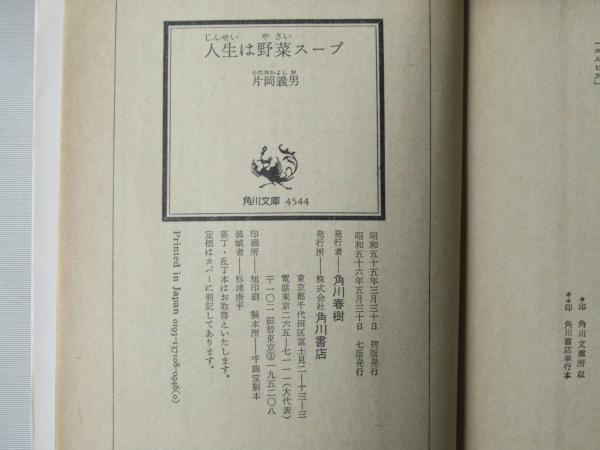 「エルビス」
＊印　角川文庫所収
＊＊印　角川書店単行本
じんせい　や さい
人生は野菜スープ
かたおかよし お
片岡義男
角川文庫 4544
昭和五十五年三月三十日　初版発行
昭和五十六年五月三十日　七版発行
発行者―角川春樹
発行所―株式会社角川書店
東京都千代田区富士見二―十三―三
電話東京二六五―七一一一(大代表)
〒一〇二　振替東京③一九五二〇八
印刷所―旭印刷　製本所―千曲堂製本
装幀者―杉浦康平
落丁・乱丁本はお取替えいたします。
定価はカバーに明記してあります。
Printed in Japan 0193-137108-0946(0)